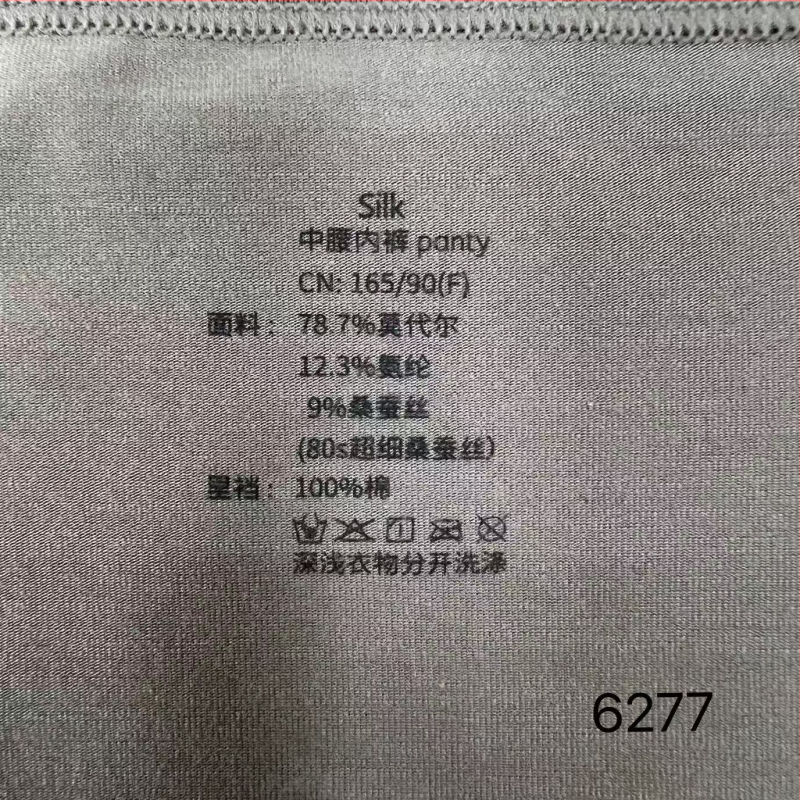 Silk
中腰内裤 panty
CN: 165/90(F)
面料： 78.7%莫代尔
12.3%氨纶
9%桑蚕丝
(80s超细桑蚕丝)
里裆： 100%棉
深浅衣物分开洗涤
6277